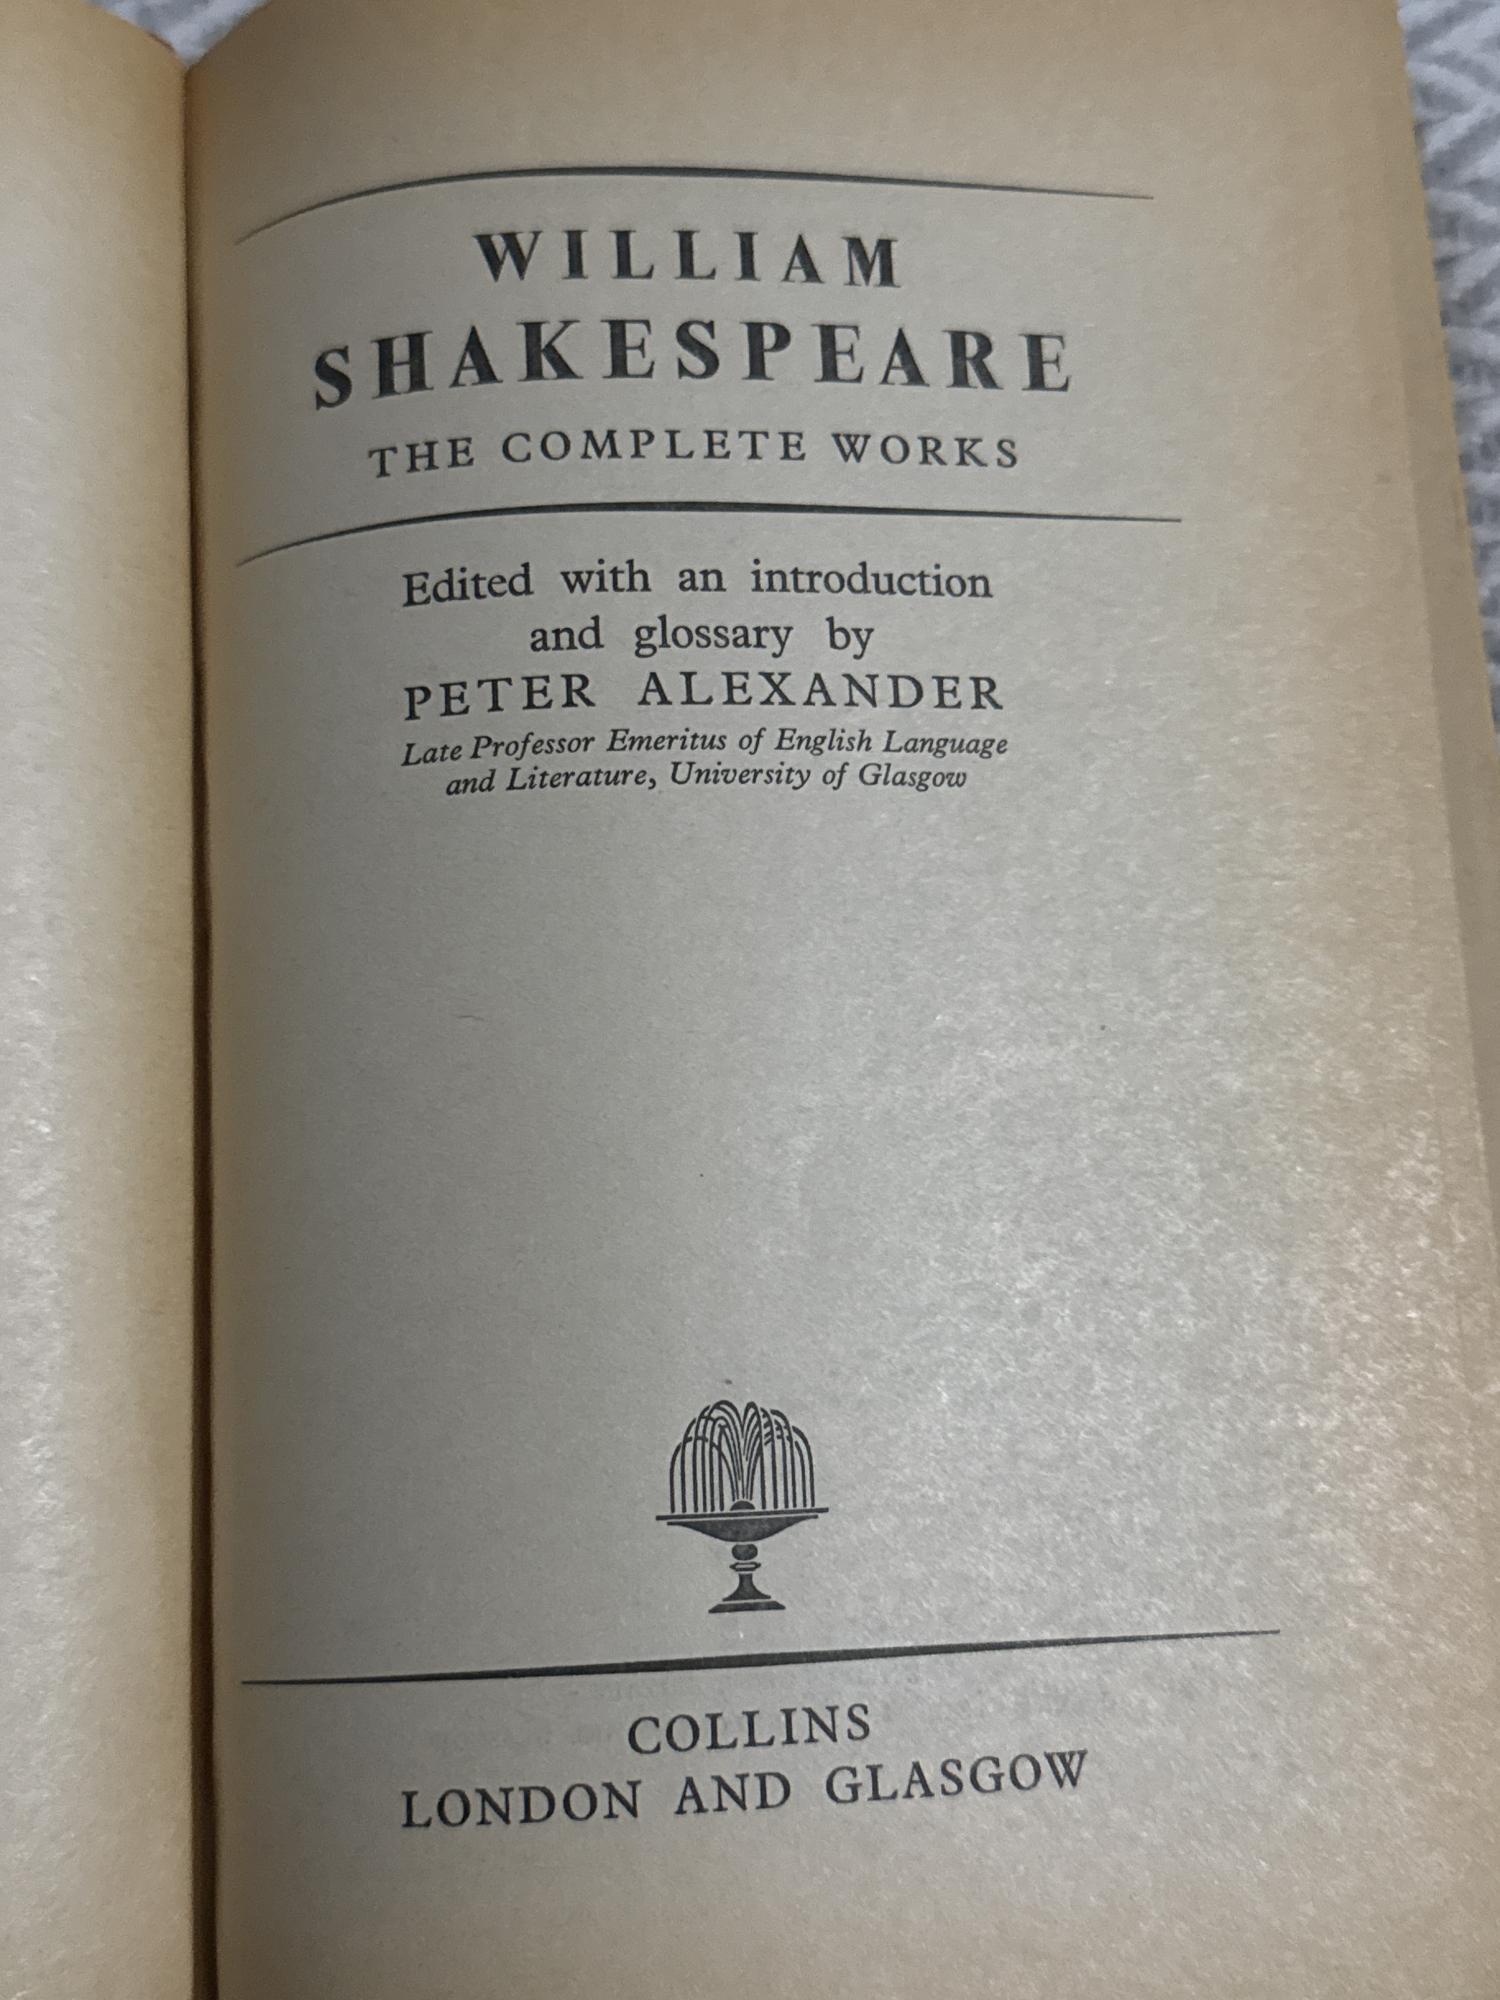 WILLIAM
SHAKESPEARE
THE COMPLETE WORKS
Edited with an introduction
and glossary by
PETER ALEXANDER
Late Professor Emeritus of English Language
and Literature, University of Glasgow
COLLINS
LONDON AND GLASGOW